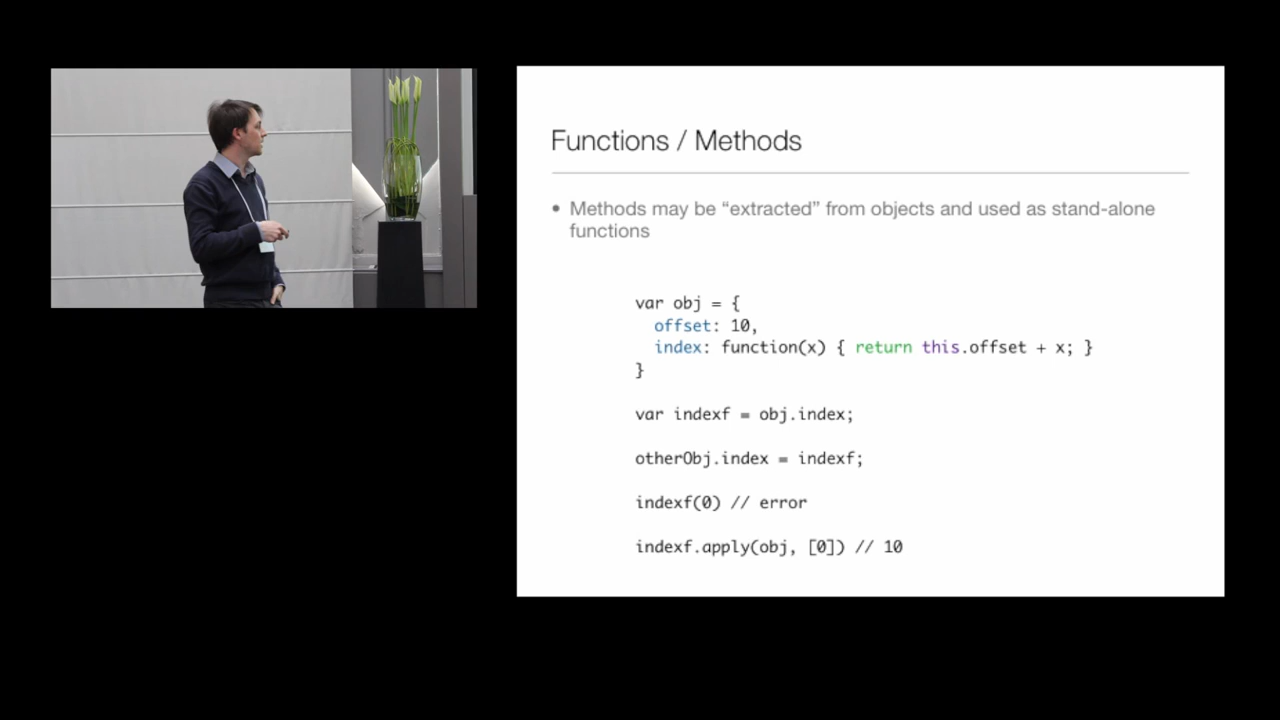 Functions / Methods
• Methods may be “extracted” from objects and used as stand-alone
functions
var obj = {
  offset: 10,
  index: function(x) { return this.offset + x; }
}
var indexf = obj.index;
otherObj.index = indexf;
indexf(0) // error
indexf.apply(obj, [0]) // 10